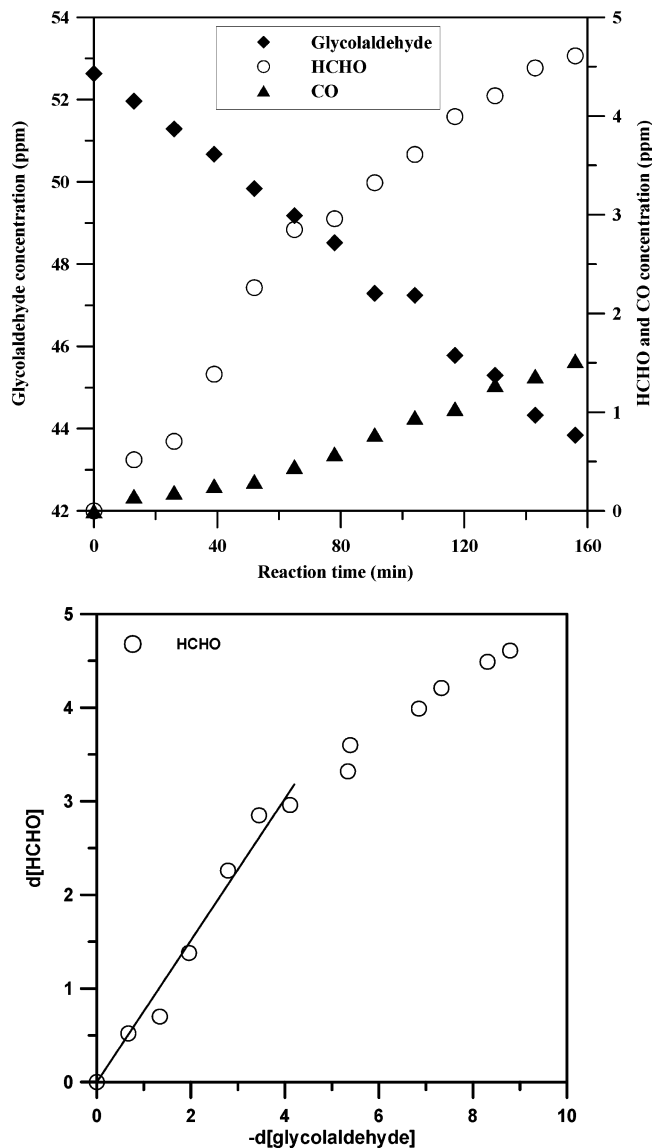 Glycolaldehyde
HCHO
CO
Glycolaldehyde concentration (ppm)
54
52
50
48
46
44
42
HCHO and CO concentration (ppm)
5
4
3
2
1
0
0 40 80 120 160
Reaction time (min)
HCHO
d[HCHO]
5
4
3
2
1
0
0 2 4 6 8 10
-d[glycolaldehyde]